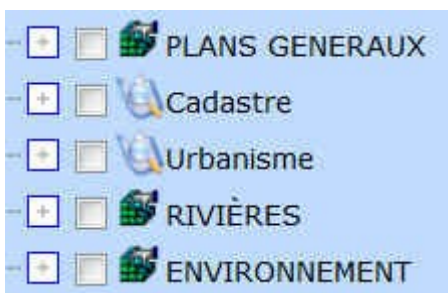 PLANS GENERAUX
Cadastre
Urbanisme
RIVIÈRES
ENVIRONNEMENT